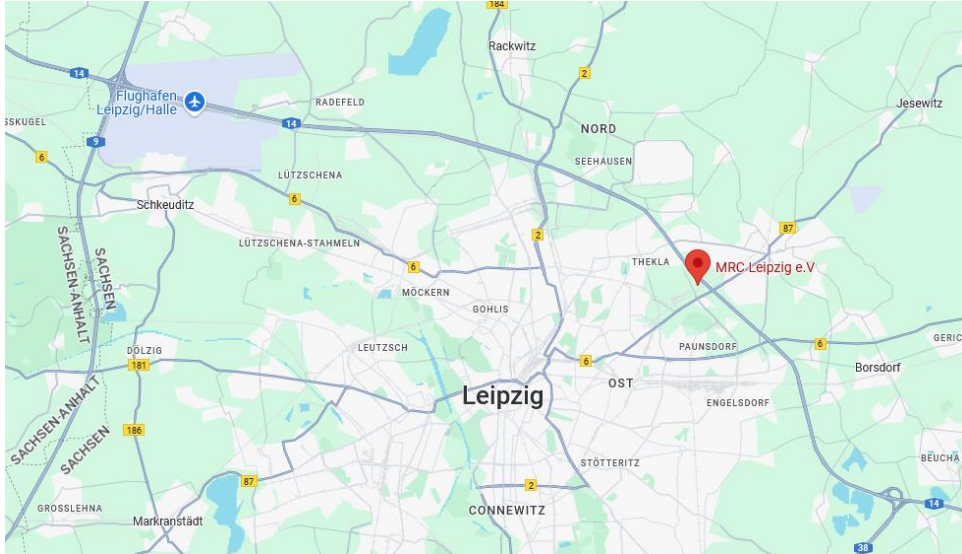 184
Rackwitz
2
14
Flughafen
Leipzig/Halle
RADEFELD
Jesewitz
SSKUGEL
14
NORD
9
6
SEEHAUSEN
LÜTZSCHENA
6
Schkeuditz
87
2
SACHSEN-ANHALT
SACHSEN
LÜTZSCHENA-STAHMELN
6
THEKLA
MRC Leipzig e.V
MÖCKERN
GOHLIS
DÖLZIG
181
LEUTZSCH
PAUNSDORF
6
GERIC
6
Borsdorf
Leipzig
OST
ENGELSDORF
SACHSEN-ANHALT
SACHSEN
186
STÖTTERITZ
BEUCHA
87
2
GROSSLEHNA
Markranstädt
CONNEWITZ
14
38